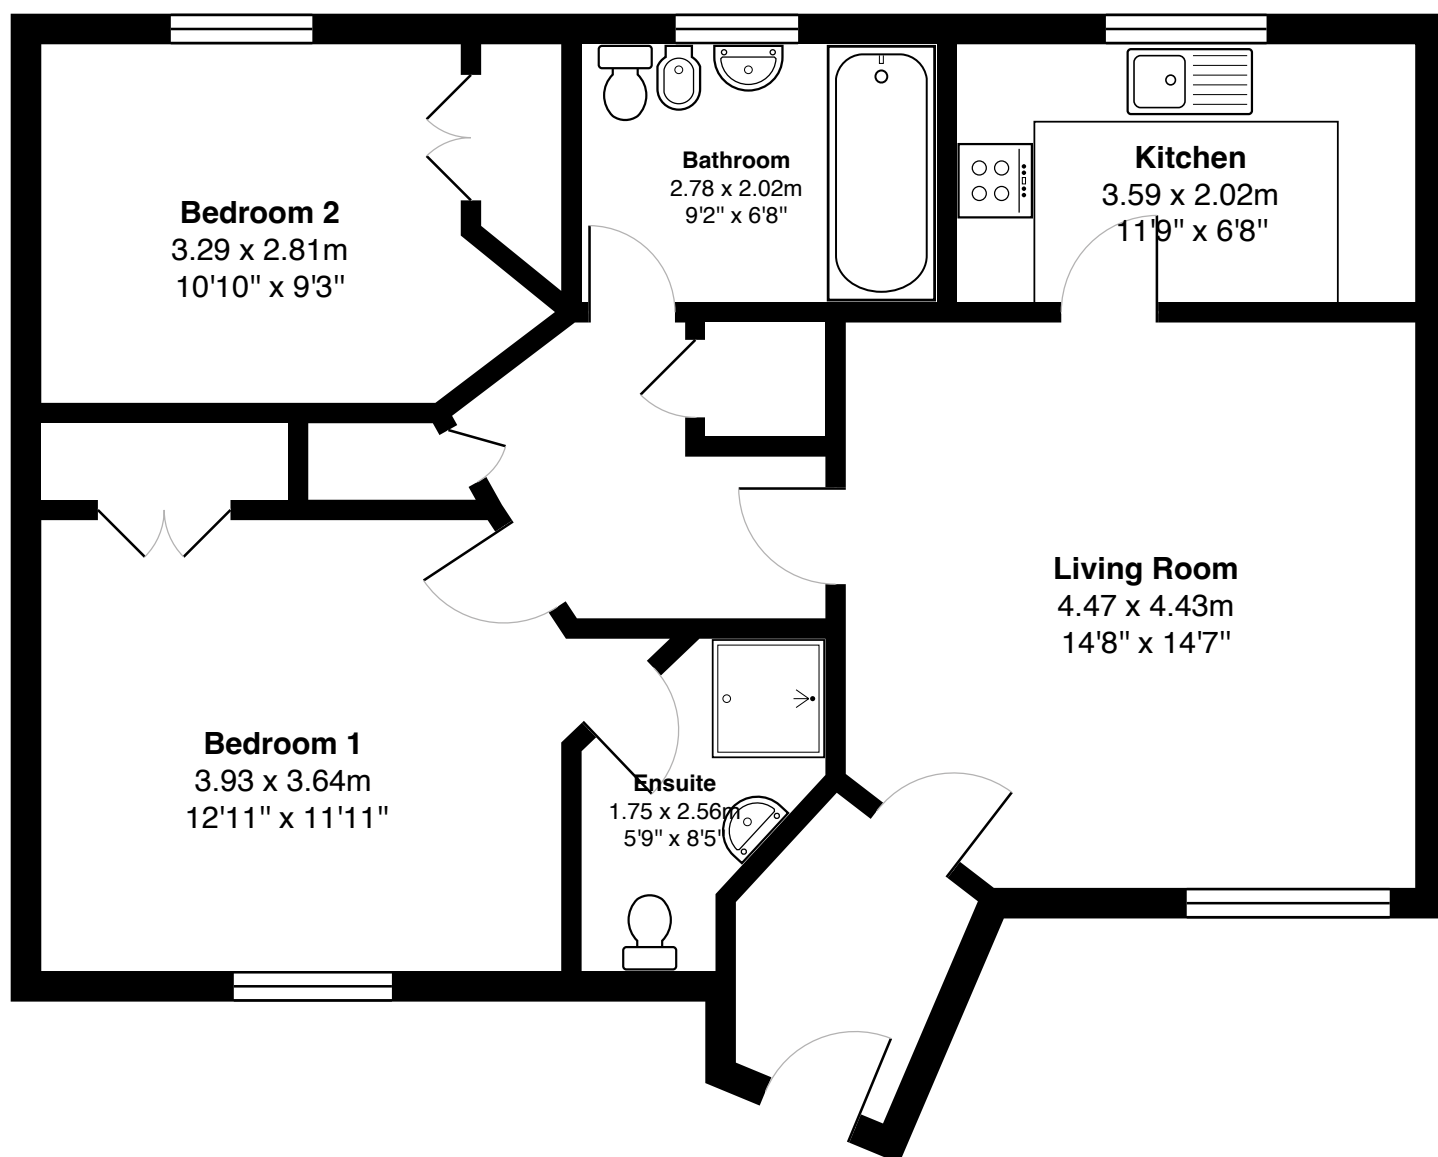 Bedroom 2
3.29 x 2.81m
10'10" x 9'3"
Bathroom
2.78 x 2.02m
9'2" x 6'8"
Kitchen
3.59 x 2.02m
11'9" x 6'8"
Living Room
4.47 x 4.43m
14'8" x 14'7"
Bedroom 1
3.93 x 3.64m
12'11" x 11'11"
Ensuite
1.75 x 2.56m
5'9" x 8'5"